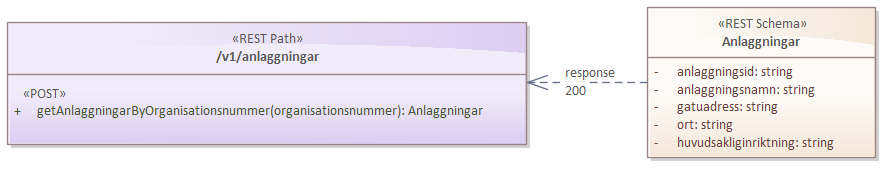 «REST Path»
/v1/anlaggningar
«POST»
+ getAnlaggningarByOrganisationsnummer(organisationsnummer): Anlaggningar
response
200
«REST Schema»
Anlaggningar
- anlaggningsid: string
- anlaggningsnamn: string
- gatuadress: string
- ort: string
- huvudsakliginriktning: string